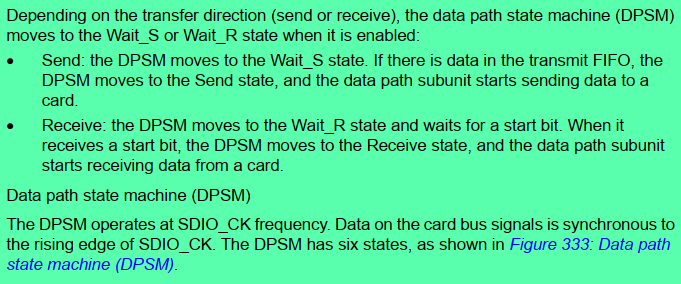 Depending on the transfer direction (send or receive), the data path state machine (DPSM)
moves to the Wait_S or Wait_R state when it is enabled:
• Send: the DPSM moves to the Wait_S state. If there is data in the transmit FIFO, the
DPSM moves to the Send state, and the data path subunit starts sending data to a
card.
• Receive: the DPSM moves to the Wait_R state and waits for a start bit. When it
receives a start bit, the DPSM moves to the Receive state, and the data path subunit
starts receiving data from a card.
Data path state machine (DPSM)
The DPSM operates at SDIO_CK frequency. Data on the card bus signals is synchronous to
the rising edge of SDIO_CK. The DPSM has six states, as shown in Figure 333: Data path
state machine (DPSM).